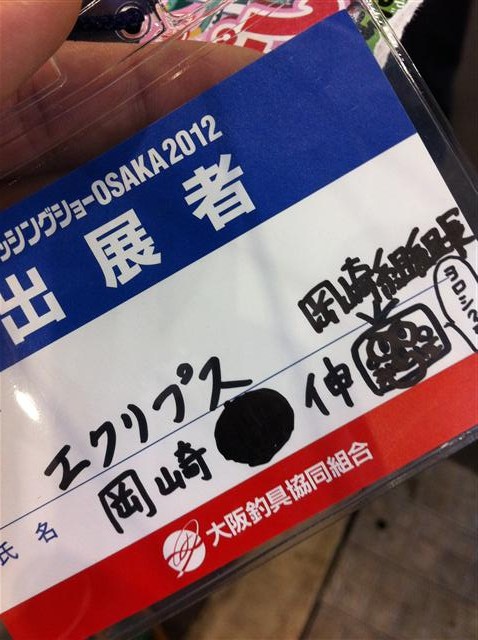 ッシングショーOSAKA2012
出展者
岡崎
エクリプス
岡崎 伸
氏名
大阪釣具協同組合